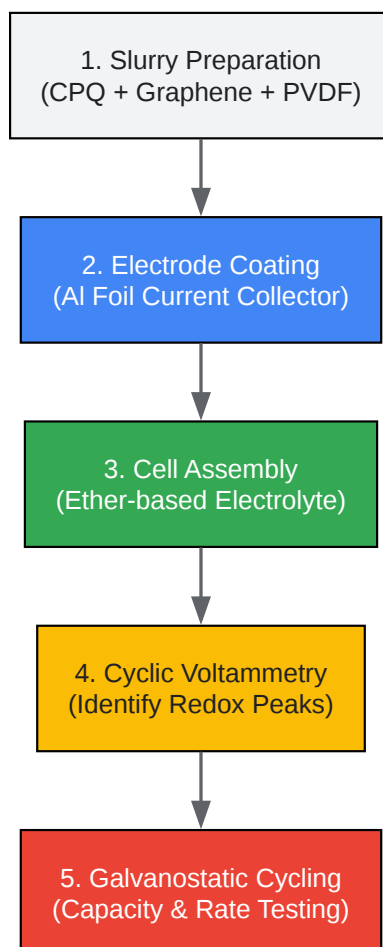 1. Slurry Preparation
(CPQ + Graphene + PVDF)
2. Electrode Coating
(Al Foil Current Collector)
3. Cell Assembly
(Ether-based Electrolyte)
4. Cyclic Voltammetry
(Identify Redox Peaks)
5. Galvanostatic Cycling
(Capacity & Rate Testing)